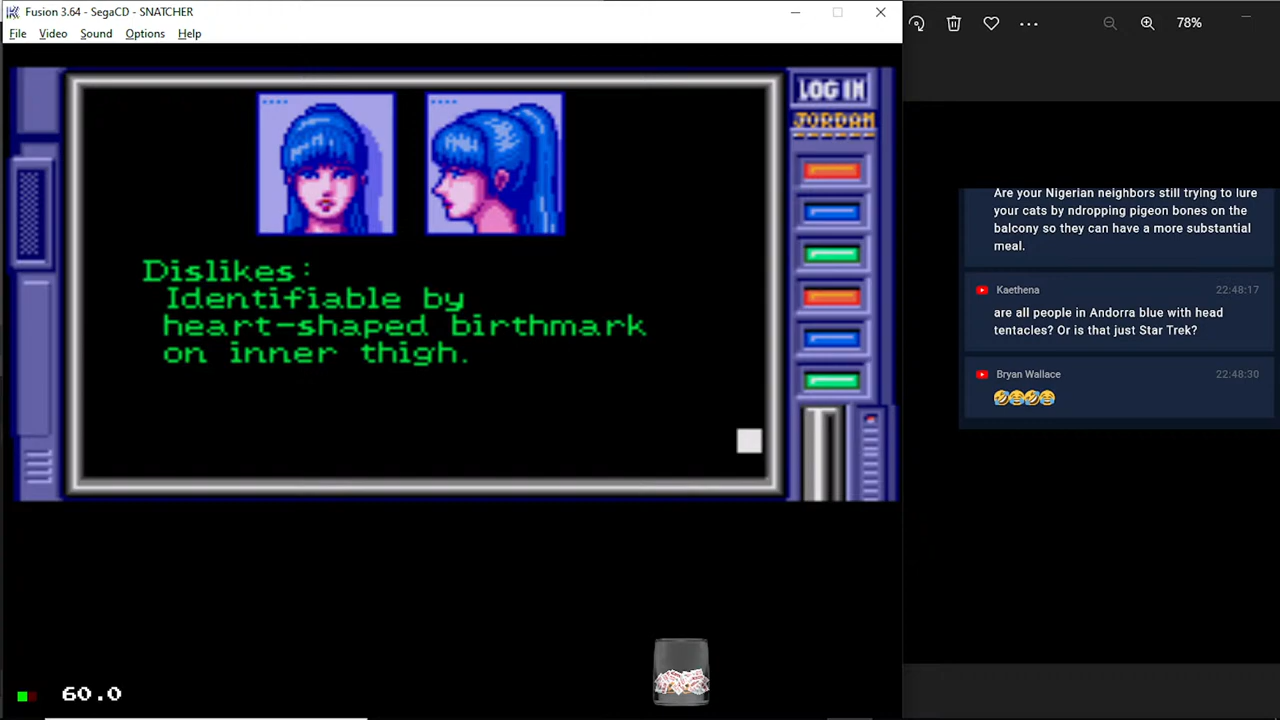 Fusion 3.64 - SegaCD - SNATCHER
File Video Sound Options Help
78%
LOG IN
JORDAN
Dislikes:
Identifiable by
heart-shaped birthmark
on inner thigh.
60.0
Are your Nigerian neighbors still trying to lure
your cats by ndropping pigeon bones on the
balcony so they can have a more substantial
meal.
Kaethena 22:48:17
are all people in Andorra blue with head
tentacles? Or is that just Star Trek?
Bryan Wallace 22:48:30
🤣😂🤣😂